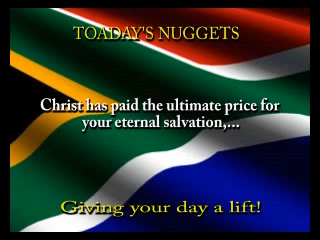 TOADAY'S NUGGETS
Christ has paid the ultimate price for
your eternal salvation,...
Giving your day a lift!